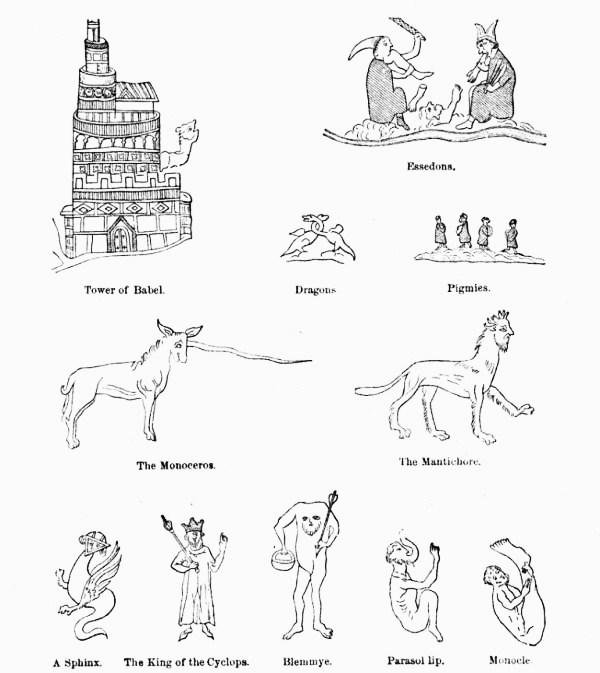 Essedons.
Tower of Babel.
Dragons
Pigmies.
The Monoceros.
The Mantichore.
A Sphinx.
The King of the Cyclops.
Blemmye.
Parasol lip.
Monocle